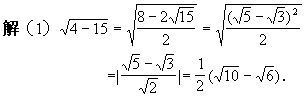 解（1）√(4-15) = √((8-2√15)/2) = √((√5-√3)²/2)
=|(√5-√3)/√2|= 1/2(√10-√6).